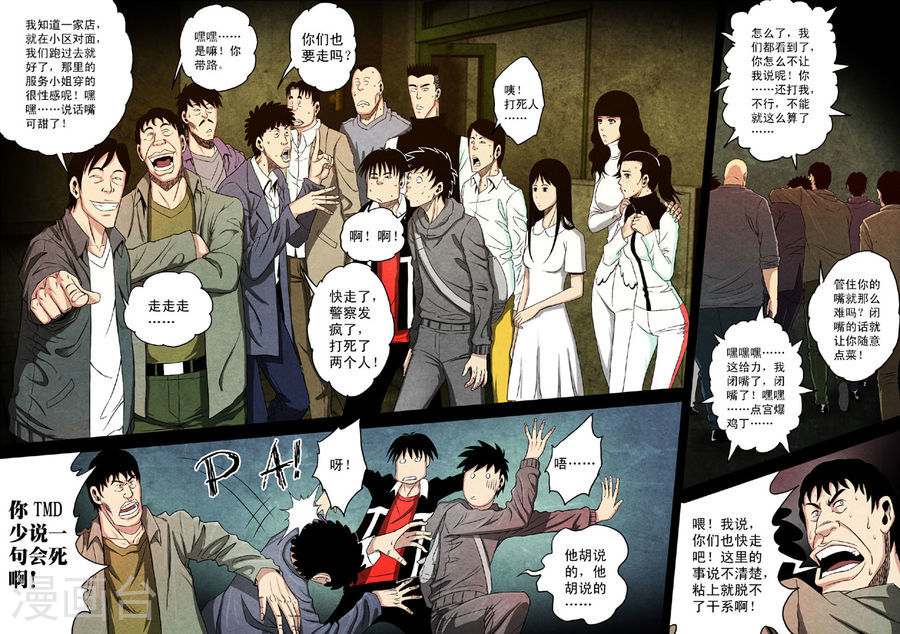 我知道一家店，
就在小区对面，
我们跑过去就
好了，那里的
服务小姐穿的
很性感呢！嘿
嘿……说话嘴
可甜了！
嘿嘿……
是嘛！你
带路。
你们也
要走吗？
走走走
……
啊！啊！
快走了，
警察发
疯了，
打死了
两个人！
咦！
打死人
……
怎么了，我
们都看到了，
你怎么不让
我说呢！你
……还打我，
不行，不能
就这么算了
……
管住你的
嘴就那么
难吗？闭
嘴的话就
让你随意
点菜！
嘿嘿嘿……
这给力，我
闭嘴了，闭
嘴了！嘿嘿
……点宫爆
鸡丁……
你 TMD
少说一
句会死
啊！
PA!
呀！
唔……
他胡说
的，他
胡说的
……
喂！我说，
你们也快走
吧！这里的
事说不清楚，
粘上就脱不
了干系啊！
漫画台